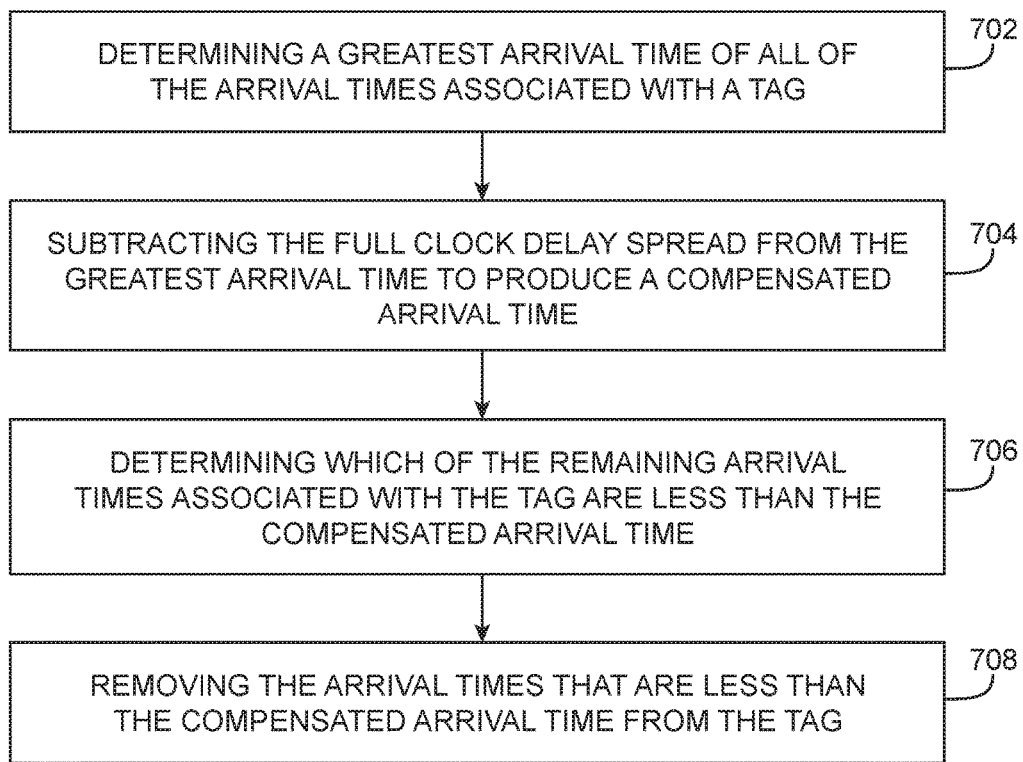 DETERMINING A GREATEST ARRIVAL TIME OF ALL OF
THE ARRIVAL TIMES ASSOCIATED WITH A TAG
702
SUBTRACTING THE FULL CLOCK DELAY SPREAD FROM THE
GREATEST ARRIVAL TIME TO PRODUCE A COMPENSATED
ARRIVAL TIME
704
DETERMINING WHICH OF THE REMAINING ARRIVAL
TIMES ASSOCIATED WITH THE TAG ARE LESS THAN THE
COMPENSATED ARRIVAL TIME
706
REMOVING THE ARRIVAL TIMES THAT ARE LESS THAN
THE COMPENSATED ARRIVAL TIME FROM THE TAG
708